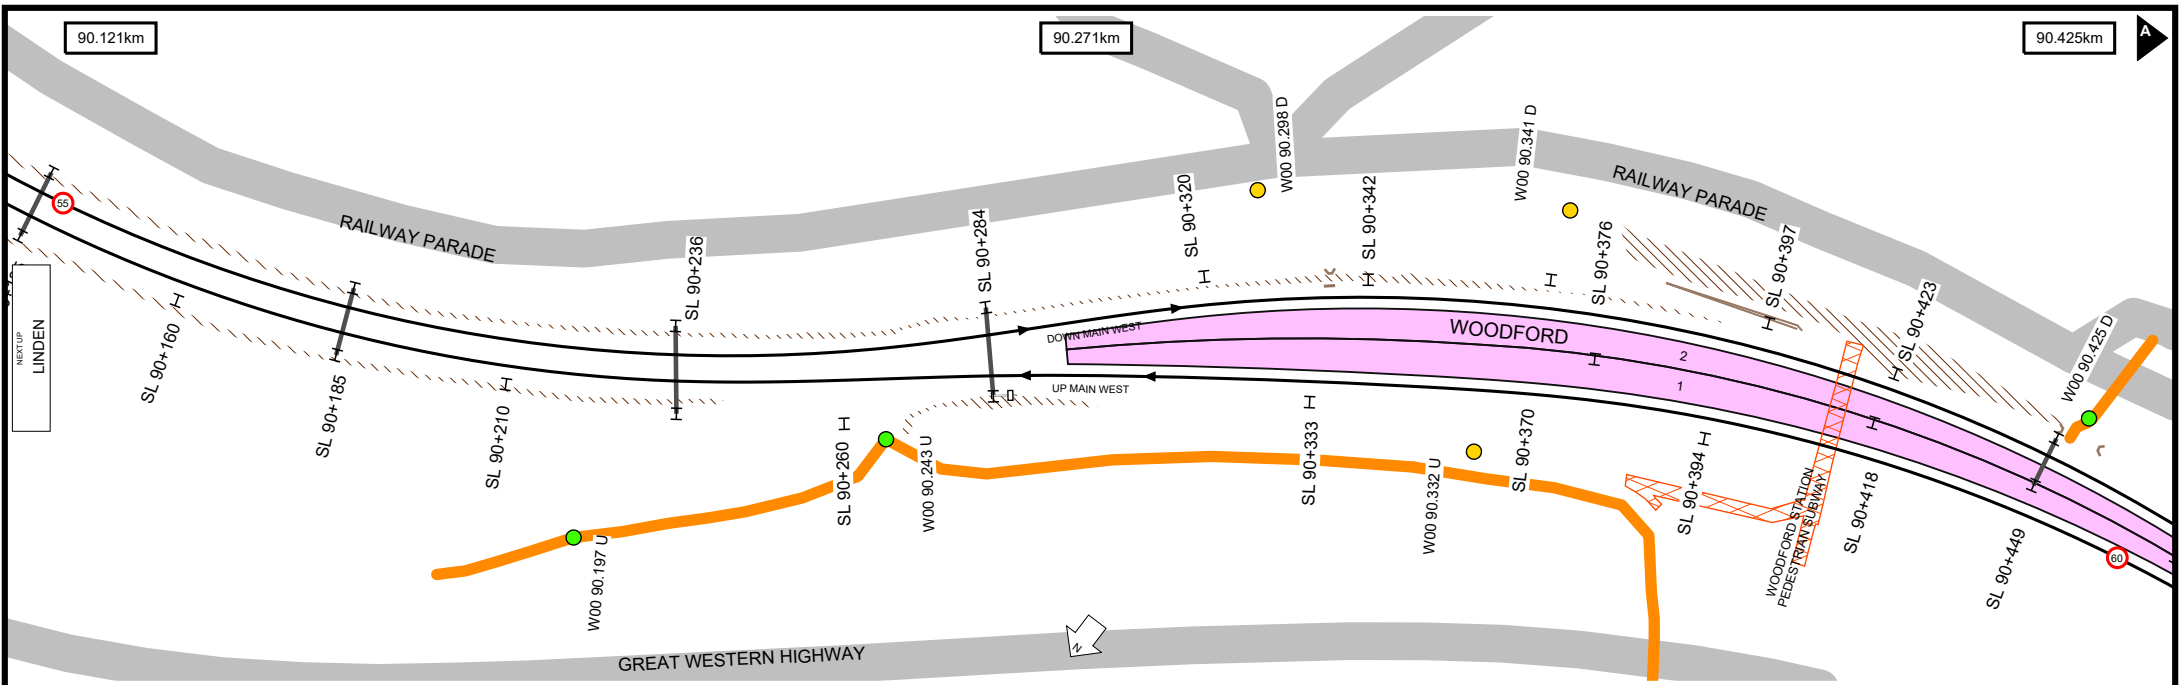 90.121km
90.271km
90.425km
A
W00 90.298 D
W00 90.341 D
RAILWAY PARADE
RAILWAY PARADE
55
SL 90+236
SL 90+284
SL 90+320
SL 90+342
SL 90+376
SL 90+397
SL 90+423
W00 90.425 D
NEXT UP
LINDEN
DOWN MAIN WEST
WOODFORD
2
1
UP MAIN WEST
SL 90+160
SL 90+185
SL 90+210
SL 90+260
W00 90.243 U
SL 90+333
W00 90.332 U
SL 90+370
SL 90+394
WOODFORD STATION
PEDESTRIAN SUBWAY
SL 90+418
SL 90+449
60
W00 90.197 U
N
GREAT WESTERN HIGHWAY